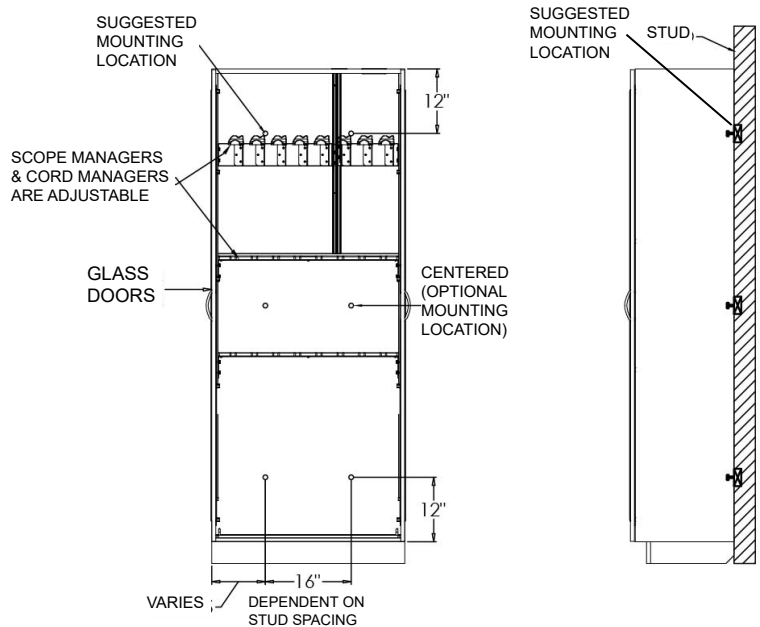 SUGGESTED
MOUNTING
LOCATION
12"
SCOPE MANAGERS
& CORD MANAGERS
ARE ADJUSTABLE
GLASS
DOORS
CENTERED
(OPTIONAL
MOUNTING
LOCATION)
12"
16"
VARIES
DEPENDENT ON
STUD SPACING
SUGGESTED
MOUNTING
LOCATION
STUD